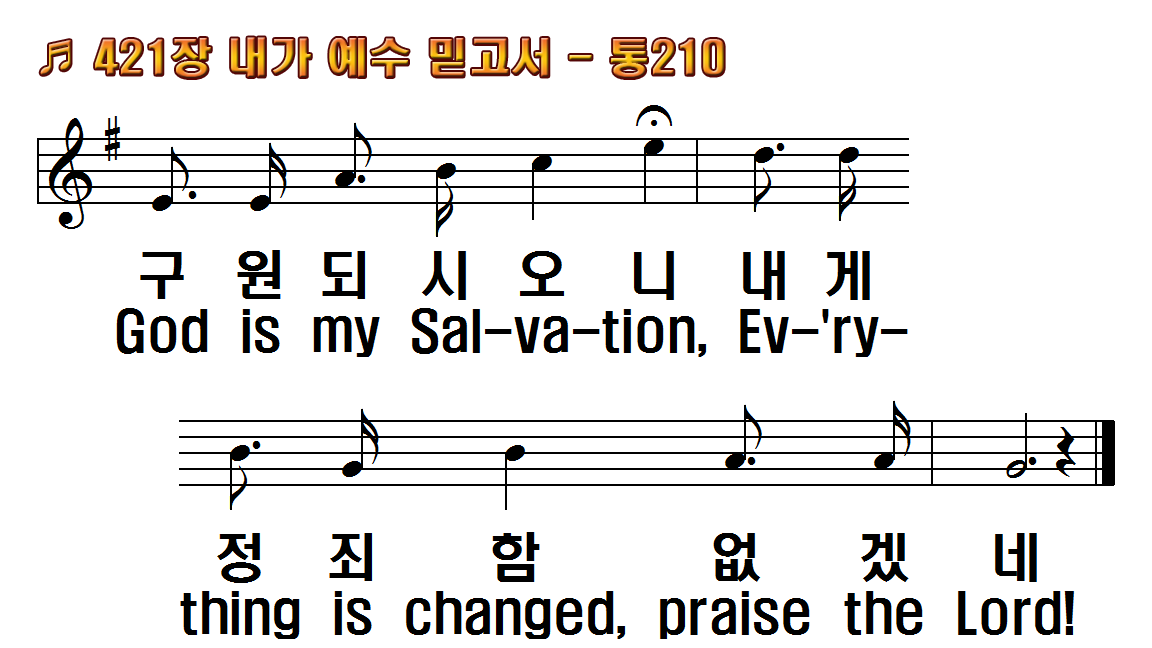 ♬ 421장 내가 예수 믿고서 - 통210
구 원 되 시 오 니 내 게
God is my Sal-va-tion, Ev-'ry-
정 죄 함 없 겠 네
thing is changed, praise the Lord!